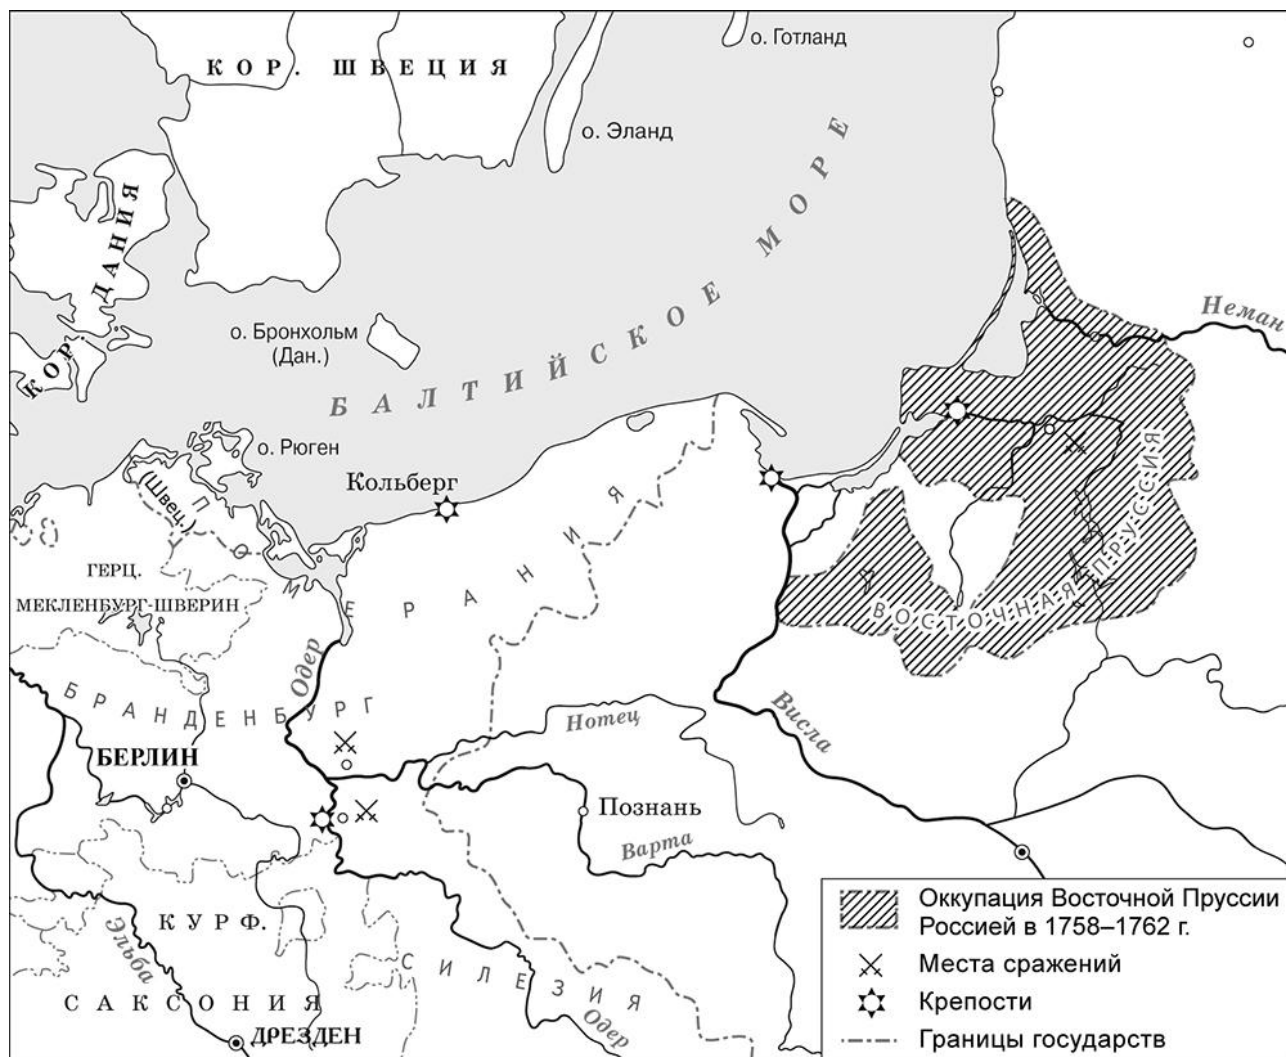 о. Готланд
КОР. ШВЕЦИЯ
о. Эланд
КОР. ДАНИЯ
БАЛТИЙСКОЕ МОРЕ
Неман
о. Бронхольм
(Дан.)
о. Рюген
Кольберг
(Швец.)
ПОМЕРАНИЯ
ВОСТОЧНАЯ ПРУССИЯ
ГЕРЦ.
МЕКЛЕНБУРГ-ШВЕРИН
Одер
БРАНДЕНБУРГ
Нотец
Висла
БЕРЛИН
Познань
Варта
КУРФ.
САКСОНИЯ
Эльба
СИЛЕЗИЯ
Одер
ДРЕЗДЕН
Оккупация Восточной Пруссии
Россией в 1758–1762 г.
Места сражений
Крепости
Границы государств